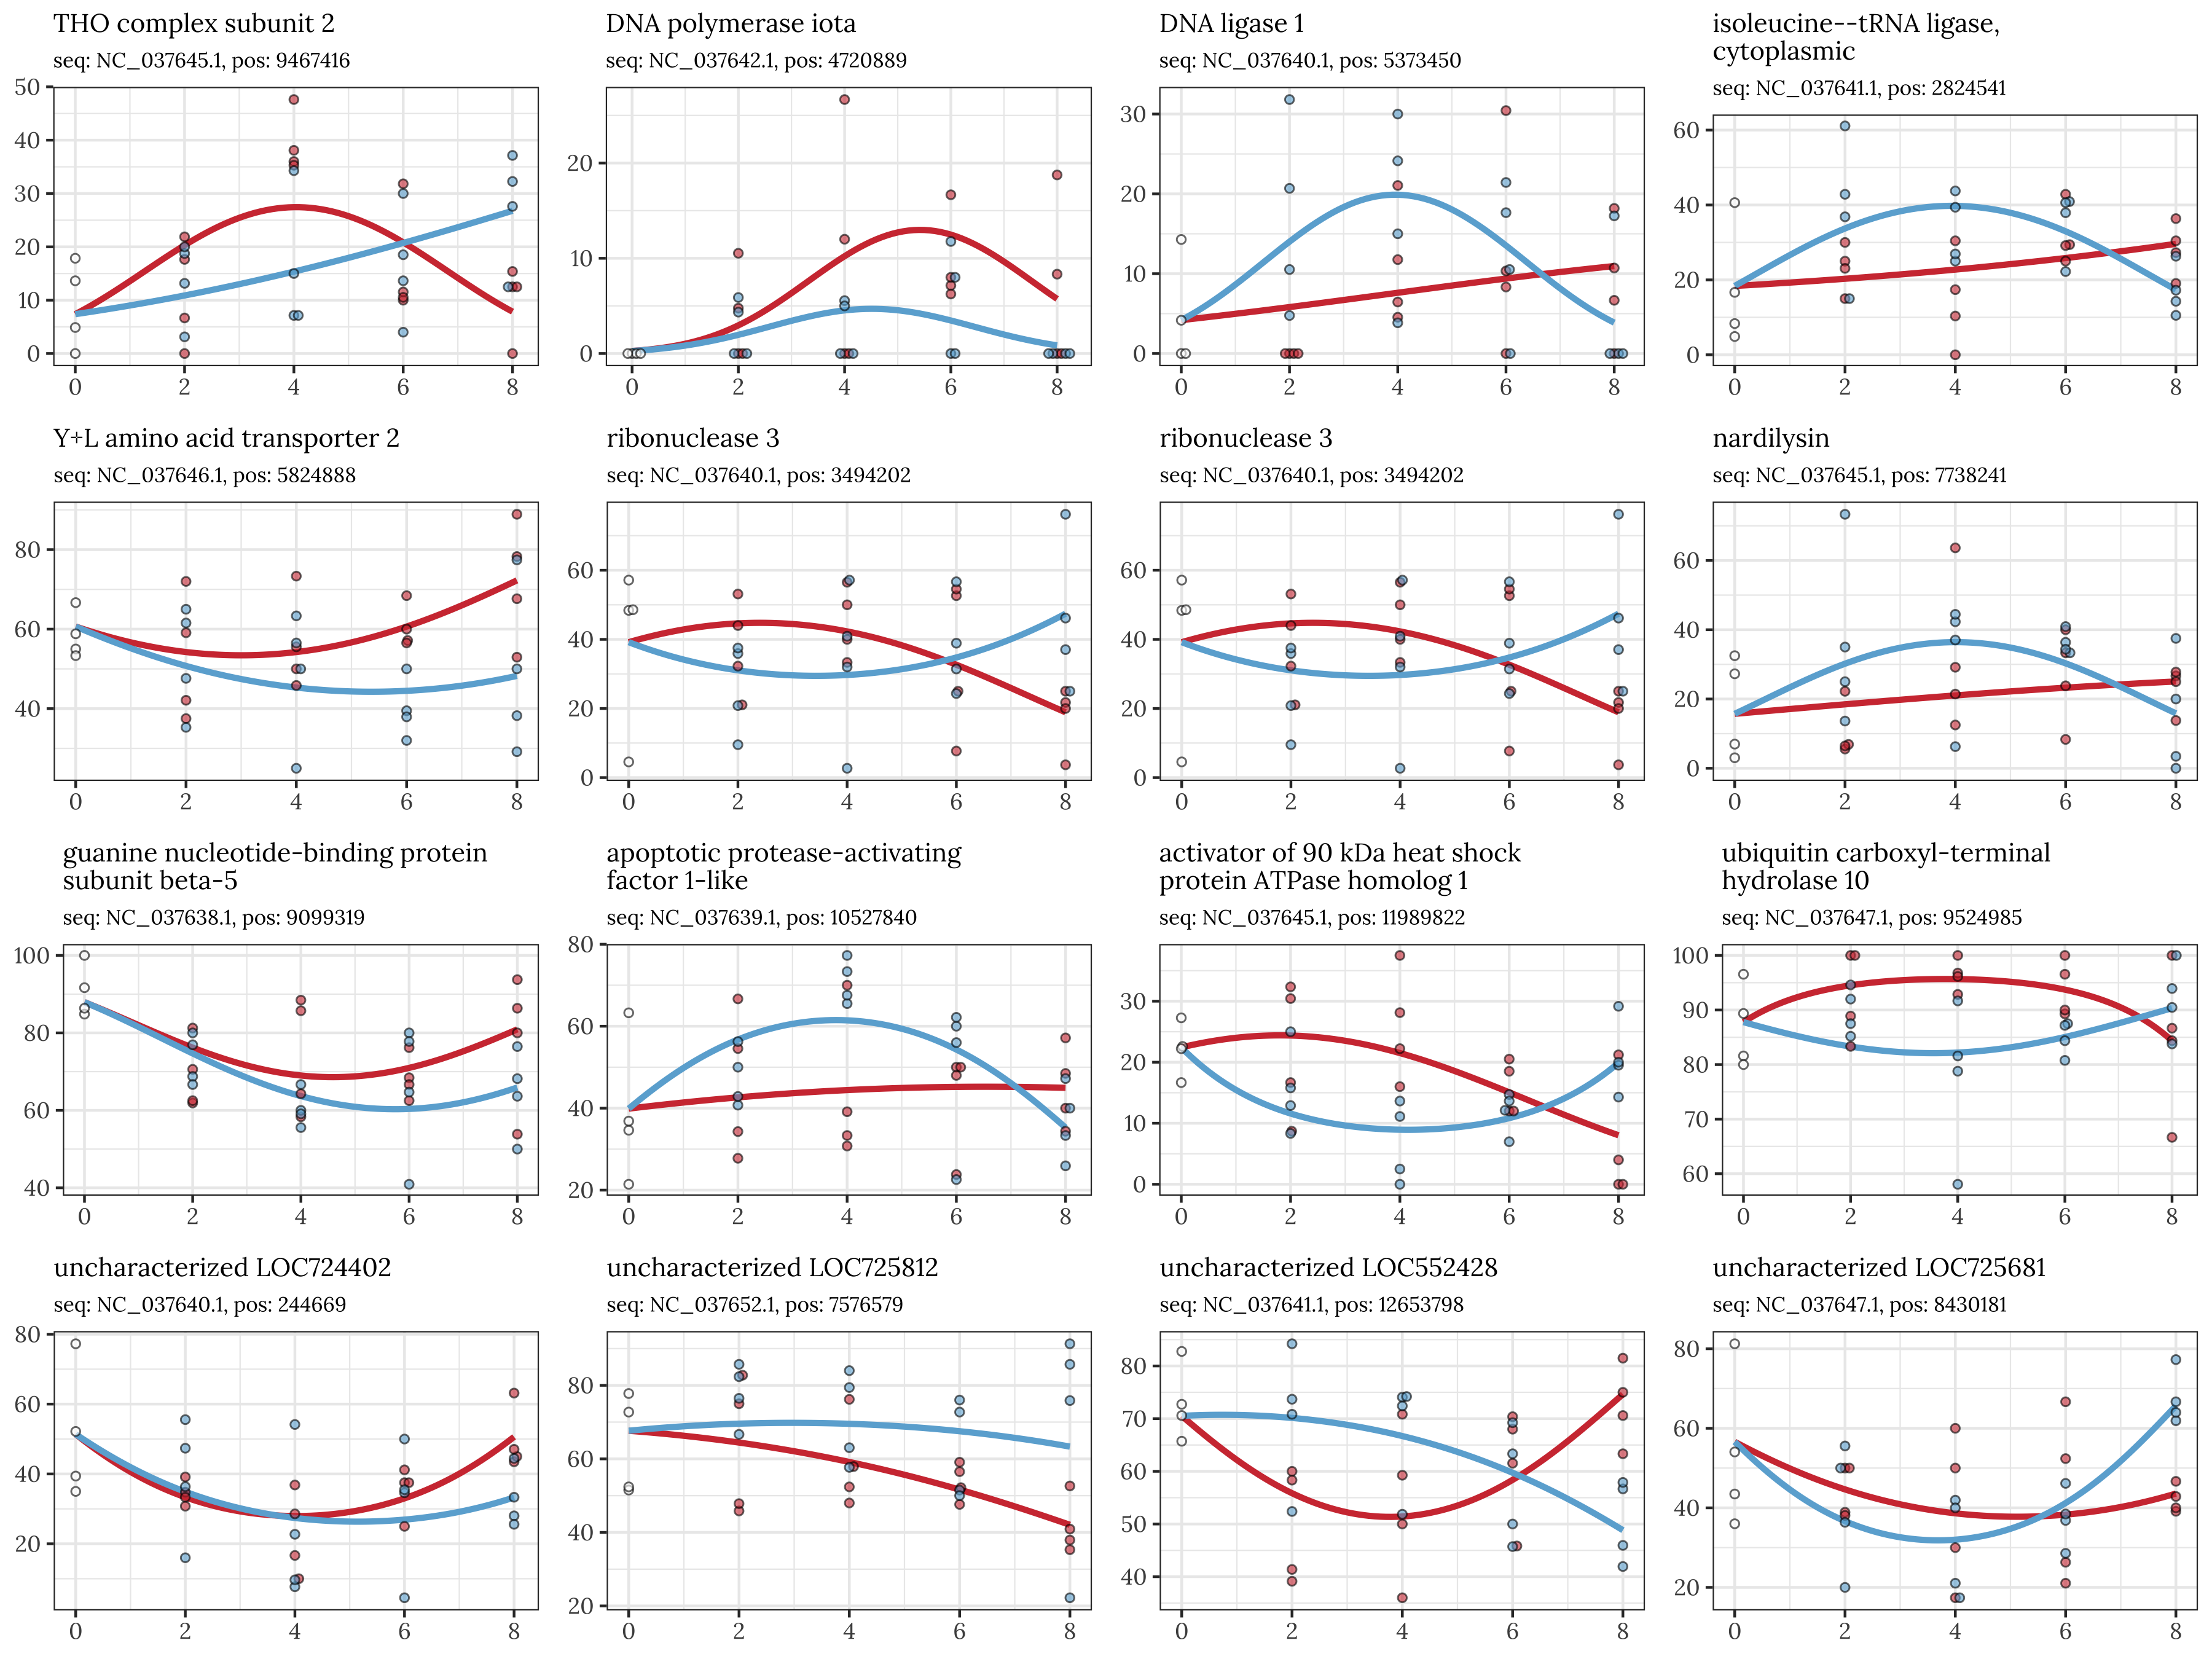 THO complex subunit 2
seq: NC_037645.1, pos: 9467416
50
40
30
20
10
0
0 2 4 6 8
DNA polymerase iota
seq: NC_037642.1, pos: 4720889
20
10
0
0 2 4 6 8
DNA ligase 1
seq: NC_037640.1, pos: 5373450
30
20
10
0
0 2 4 6 8
isoleucine--tRNA ligase,
cytoplasmic
seq: NC_037641.1, pos: 2824541
60
40
20
0
0 2 4 6 8
Y+L amino acid transporter 2
seq: NC_037646.1, pos: 5824888
80
60
40
0 2 4 6 8
ribonuclease 3
seq: NC_037640.1, pos: 3494202
60
40
20
0
0 2 4 6 8
ribonuclease 3
seq: NC_037640.1, pos: 3494202
60
40
20
0
0 2 4 6 8
nardilysin
seq: NC_037645.1, pos: 7738241
60
40
20
0
0 2 4 6 8
guanine nucleotide-binding protein
subunit beta-5
seq: NC_037638.1, pos: 9099319
100
80
60
40
0 2 4 6 8
apoptotic protease-activating
factor 1-like
seq: NC_037639.1, pos: 10527840
80
60
40
20
0 2 4 6 8
activator of 90 kDa heat shock
protein ATPase homolog 1
seq: NC_037645.1, pos: 11989822
30
20
10
0
0 2 4 6 8
ubiquitin carboxyl-terminal
hydrolase 10
seq: NC_037647.1, pos: 9524985
100
90
80
70
60
0 2 4 6 8
uncharacterized LOC724402
seq: NC_037640.1, pos: 244669
80
60
40
20
0 2 4 6 8
uncharacterized LOC725812
seq: NC_037652.1, pos: 7576579
80
60
40
20
0 2 4 6 8
uncharacterized LOC552428
seq: NC_037641.1, pos: 12653798
80
70
60
50
40
0 2 4 6 8
uncharacterized LOC725681
seq: NC_037647.1, pos: 8430181
80
60
40
20
0 2 4 6 8